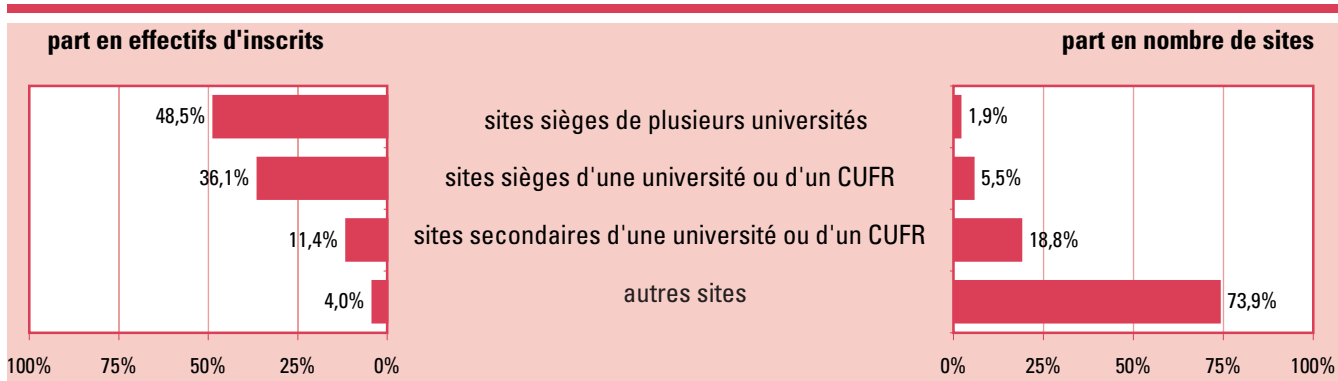 part en effectifs d'inscrits
part en nombre de sites
48,5%
sites sièges de plusieurs universités
1,9%
36,1%
sites sièges d'une université ou d'un CUFR
5,5%
11,4%
sites secondaires d'une université ou d'un CUFR
18,8%
4,0%
autres sites
73,9%
100% 75% 50% 25% 0%
0% 25% 50% 75% 100%